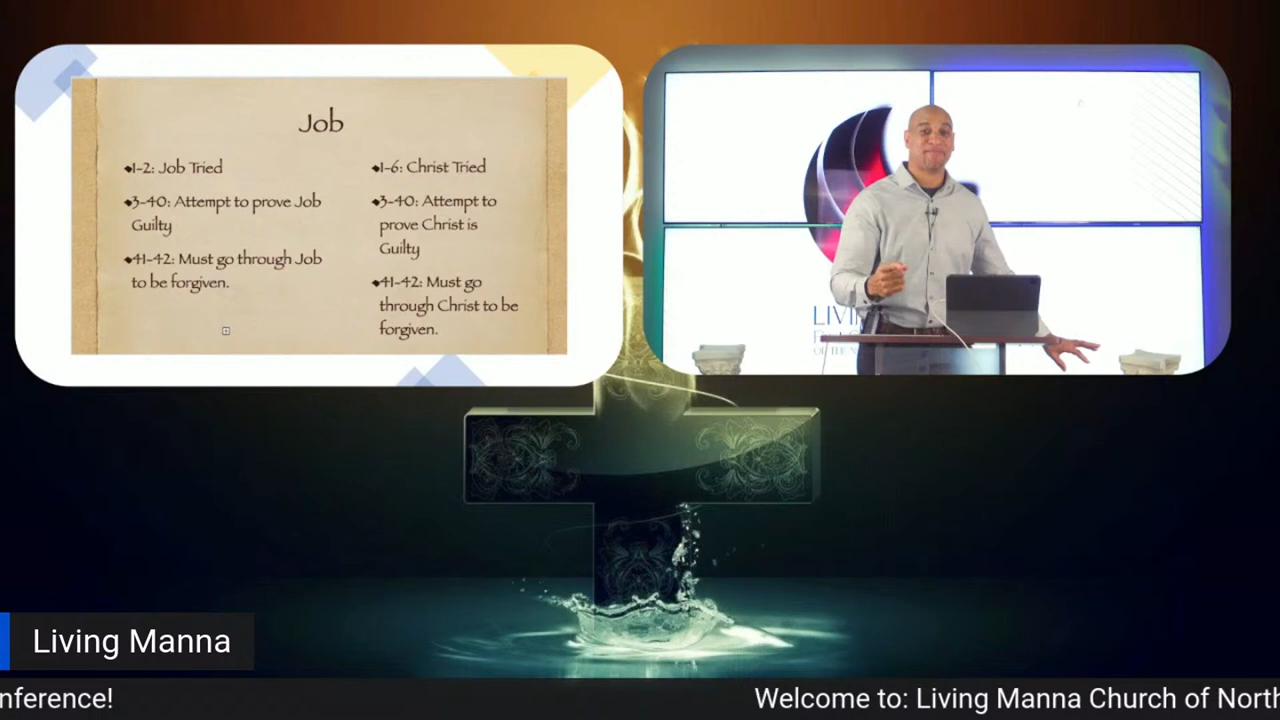 Job
1-2: Job Tried
3-40: Attempt to prove Job
Guilty
41-42: Must go through Job
to be forgiven.
1-6: Christ Tried
3-40: Attempt to
prove Christ is
Guilty
41-42: Must go
through Christ to be
forgiven.
Living Manna
nference!
Welcome to: Living Manna Church of North